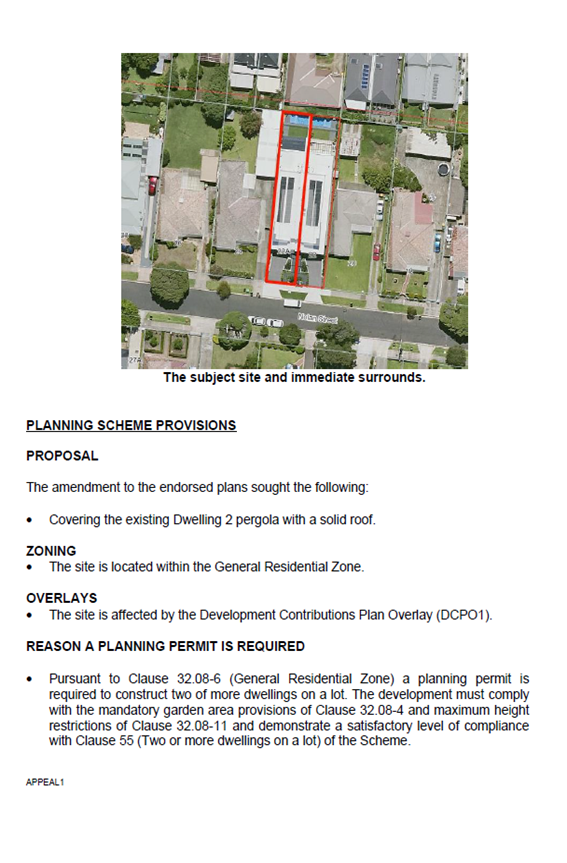 Nolan Street
27A
The subject site and immediate surrounds.
PLANNING SCHEME PROVISIONS
PROPOSAL
The amendment to the endorsed plans sought the following:
• Covering the existing Dwelling 2 pergola with a solid roof.
ZONING
• The site is located within the General Residential Zone.
OVERLAYS
• The site is affected by the Development Contributions Plan Overlay (DCPO1).
REASON A PLANNING PERMIT IS REQUIRED
• Pursuant to Clause 32.08-6 (General Residential Zone) a planning permit is
required to construct two of more dwellings on a lot. The development must comply
with the mandatory garden area provisions of Clause 32.08-4 and maximum height
restrictions of Clause 32.08-11 and demonstrate a satisfactory level of compliance
with Clause 55 (Two or more dwellings on a lot) of the Scheme.
APPEAL1